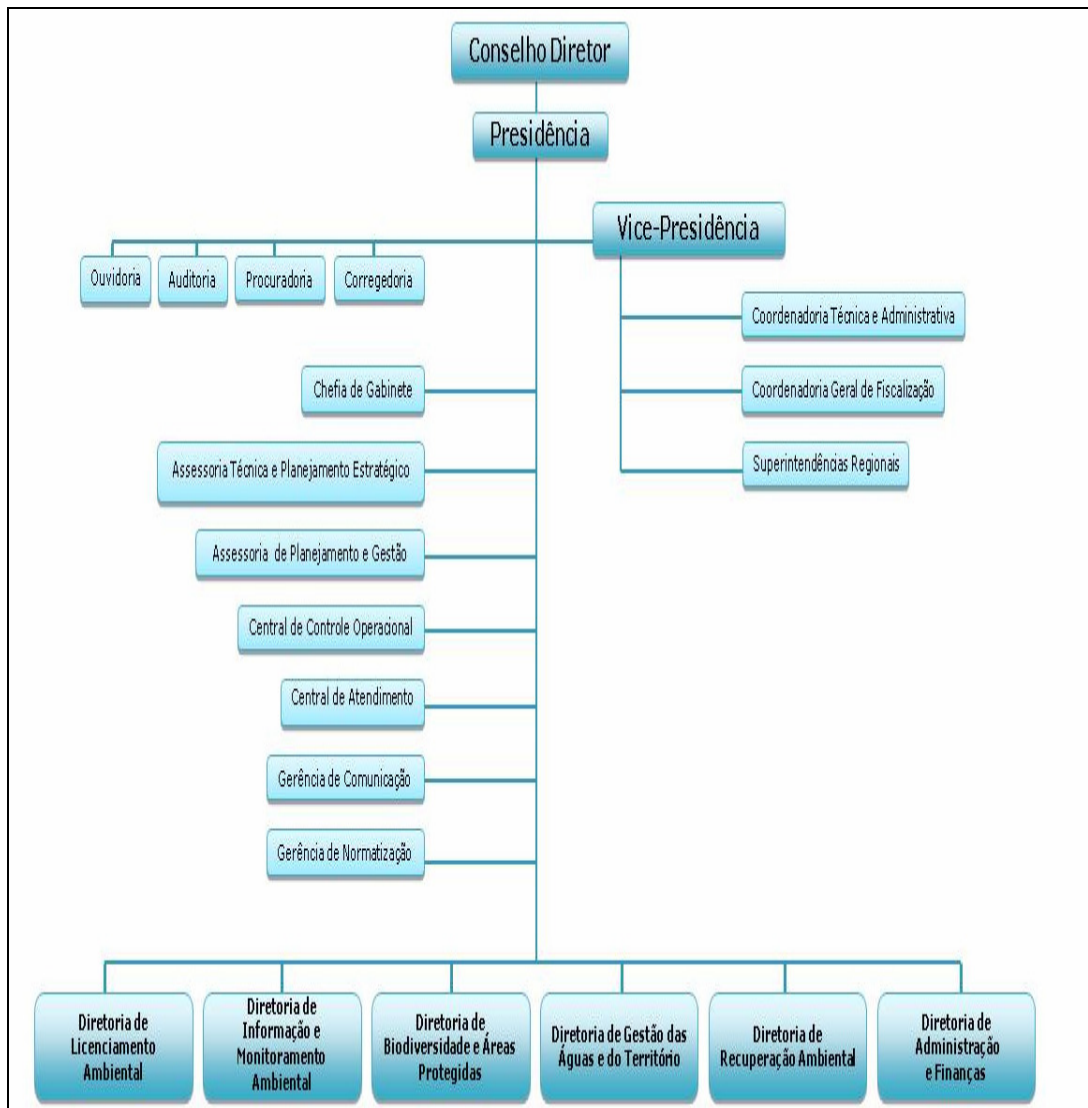 Conselho Diretor
Presidência
Vice-Presidência
Ouvidoria
Auditoria
Procuradoria
Corregedoria
Coordenadoria Técnica e Administrativa
Chefia de Gabinete
Coordenadoria Geral de Fiscalização
Assessoria Técnica e Planejamento Estratégico
Superintendências Regionais
Assessoria de Planejamento e Gestão
Central de Controle Operacional
Central de Atendimento
Gerência de Comunicação
Gerência de Normatização
Diretoria de
Licenciamento
Ambiental
Diretoria de
Informação e
Monitoramento
Ambiental
Diretoria de
Biodiversidade e Áreas
Protegidas
Diretoria de Gestão das
Águas e do Território
Diretoria de
Recuperação Ambiental
Diretoria de
Administração
e Finanças